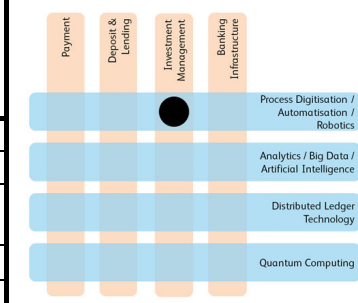 Payment
Deposit &
Lending
Investment
Management
Banking
Infrastructure
Process Digitisation /
Automatisation /
Robotics
Analytics / Big Data /
Artificial Intelligence
Distributed Ledger
Technology
Quantum Computing